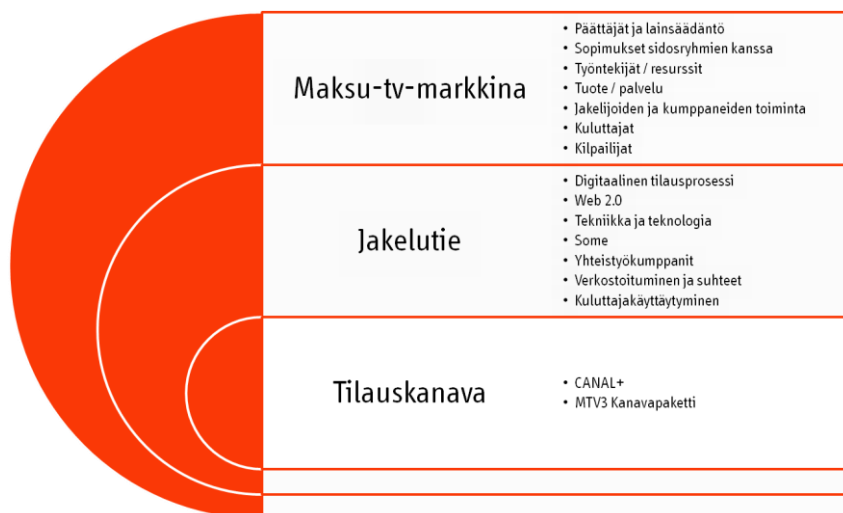 Maksu-tv-markkina
• Päättäjät ja lainsäädäntö
• Sopimukset sidosryhmien kanssa
• Työntekijät / resurssit
• Tuote / palvelu
• Jakelijoiden ja kumppaneiden toiminta
• Kuluttajat
• Kilpailijat
Jakelutie
• Digitaalinen tilausprosessi
• Web 2.0
• Tekniikka ja teknologia
• Some
• Yhteistyökumppanit
• Verkostoituminen ja suhteet
• Kuluttajakäyttäytyminen
Tilauskanava
• CANAL+
• MTV3 Kanavapaketti